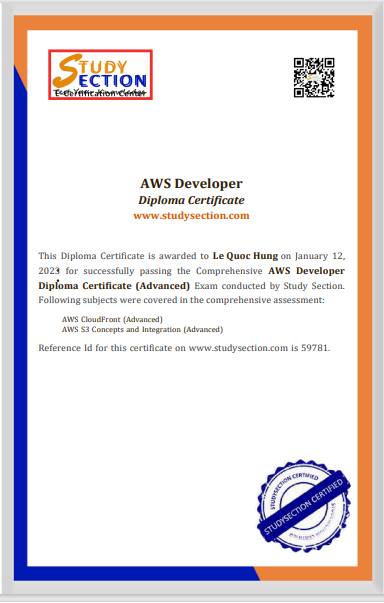 STUDY
SECTION
E-Certification Center
AWS Developer
Diploma Certificate
www.studysection.com
This Diploma Certificate is awarded to Le Quoc Hung on January 12,
2023 for successfully passing the Comprehensive AWS Developer
Diploma Certificate (Advanced) Exam conducted by Study Section.
Following subjects were covered in the comprehensive assessment:
AWS CloudFront (Advanced)
AWS S3 Concepts and Integration (Advanced)
Reference Id for this certificate on www.studysection.com is 59781.
STUDYSECTION CERTIFIED
STUDYSECTION CERTIFIED